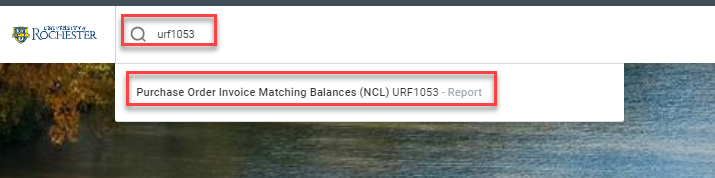 UNIVERSITY of
ROCHESTER
urf1053
Purchase Order Invoice Matching Balances (NCL) URF1053 - Report